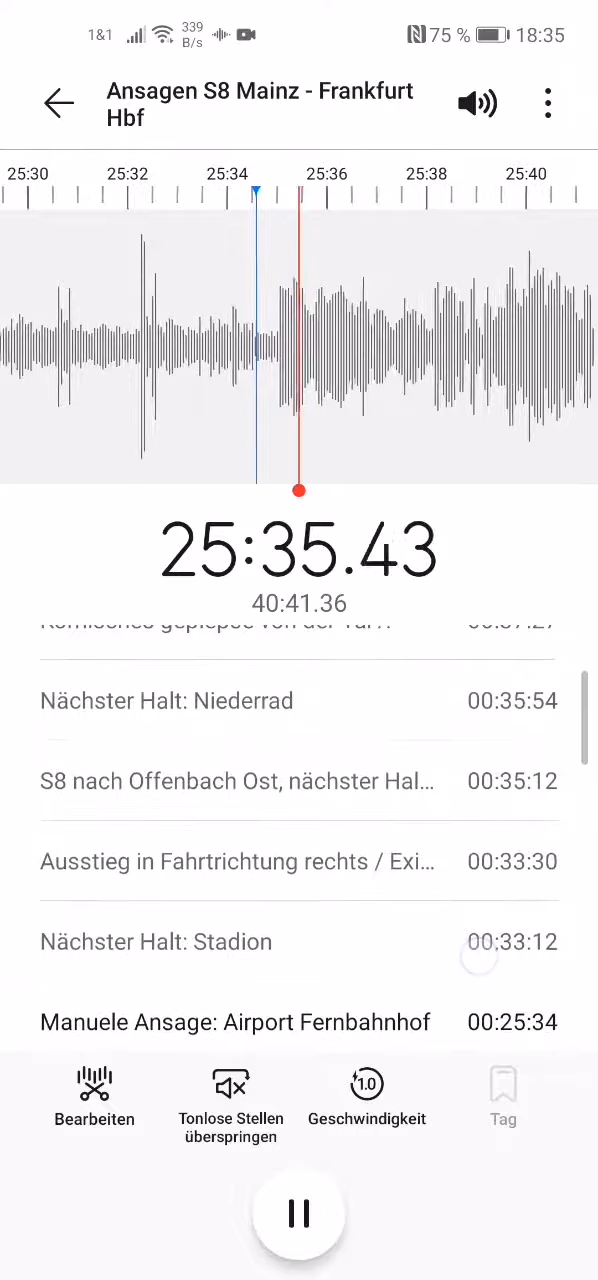 1&1 339 B/s 75 % 18:35
Ansagen S8 Mainz - Frankfurt
Hbf
25:30 25:32 25:34 25:36 25:38 25:40
25:35.43
40:41.36
Nächster Halt: Niederrad 00:35:54
S8 nach Offenbach Ost, nächster Hal... 00:35:12
Ausstieg in Fahrtrichtung rechts / Exi... 00:33:30
Nächster Halt: Stadion 00:33:12
Manuele Ansage: Airport Fernbahnhof 00:25:34
1.0
Bearbeiten Tonlose Stellen überspringen Geschwindigkeit Tag